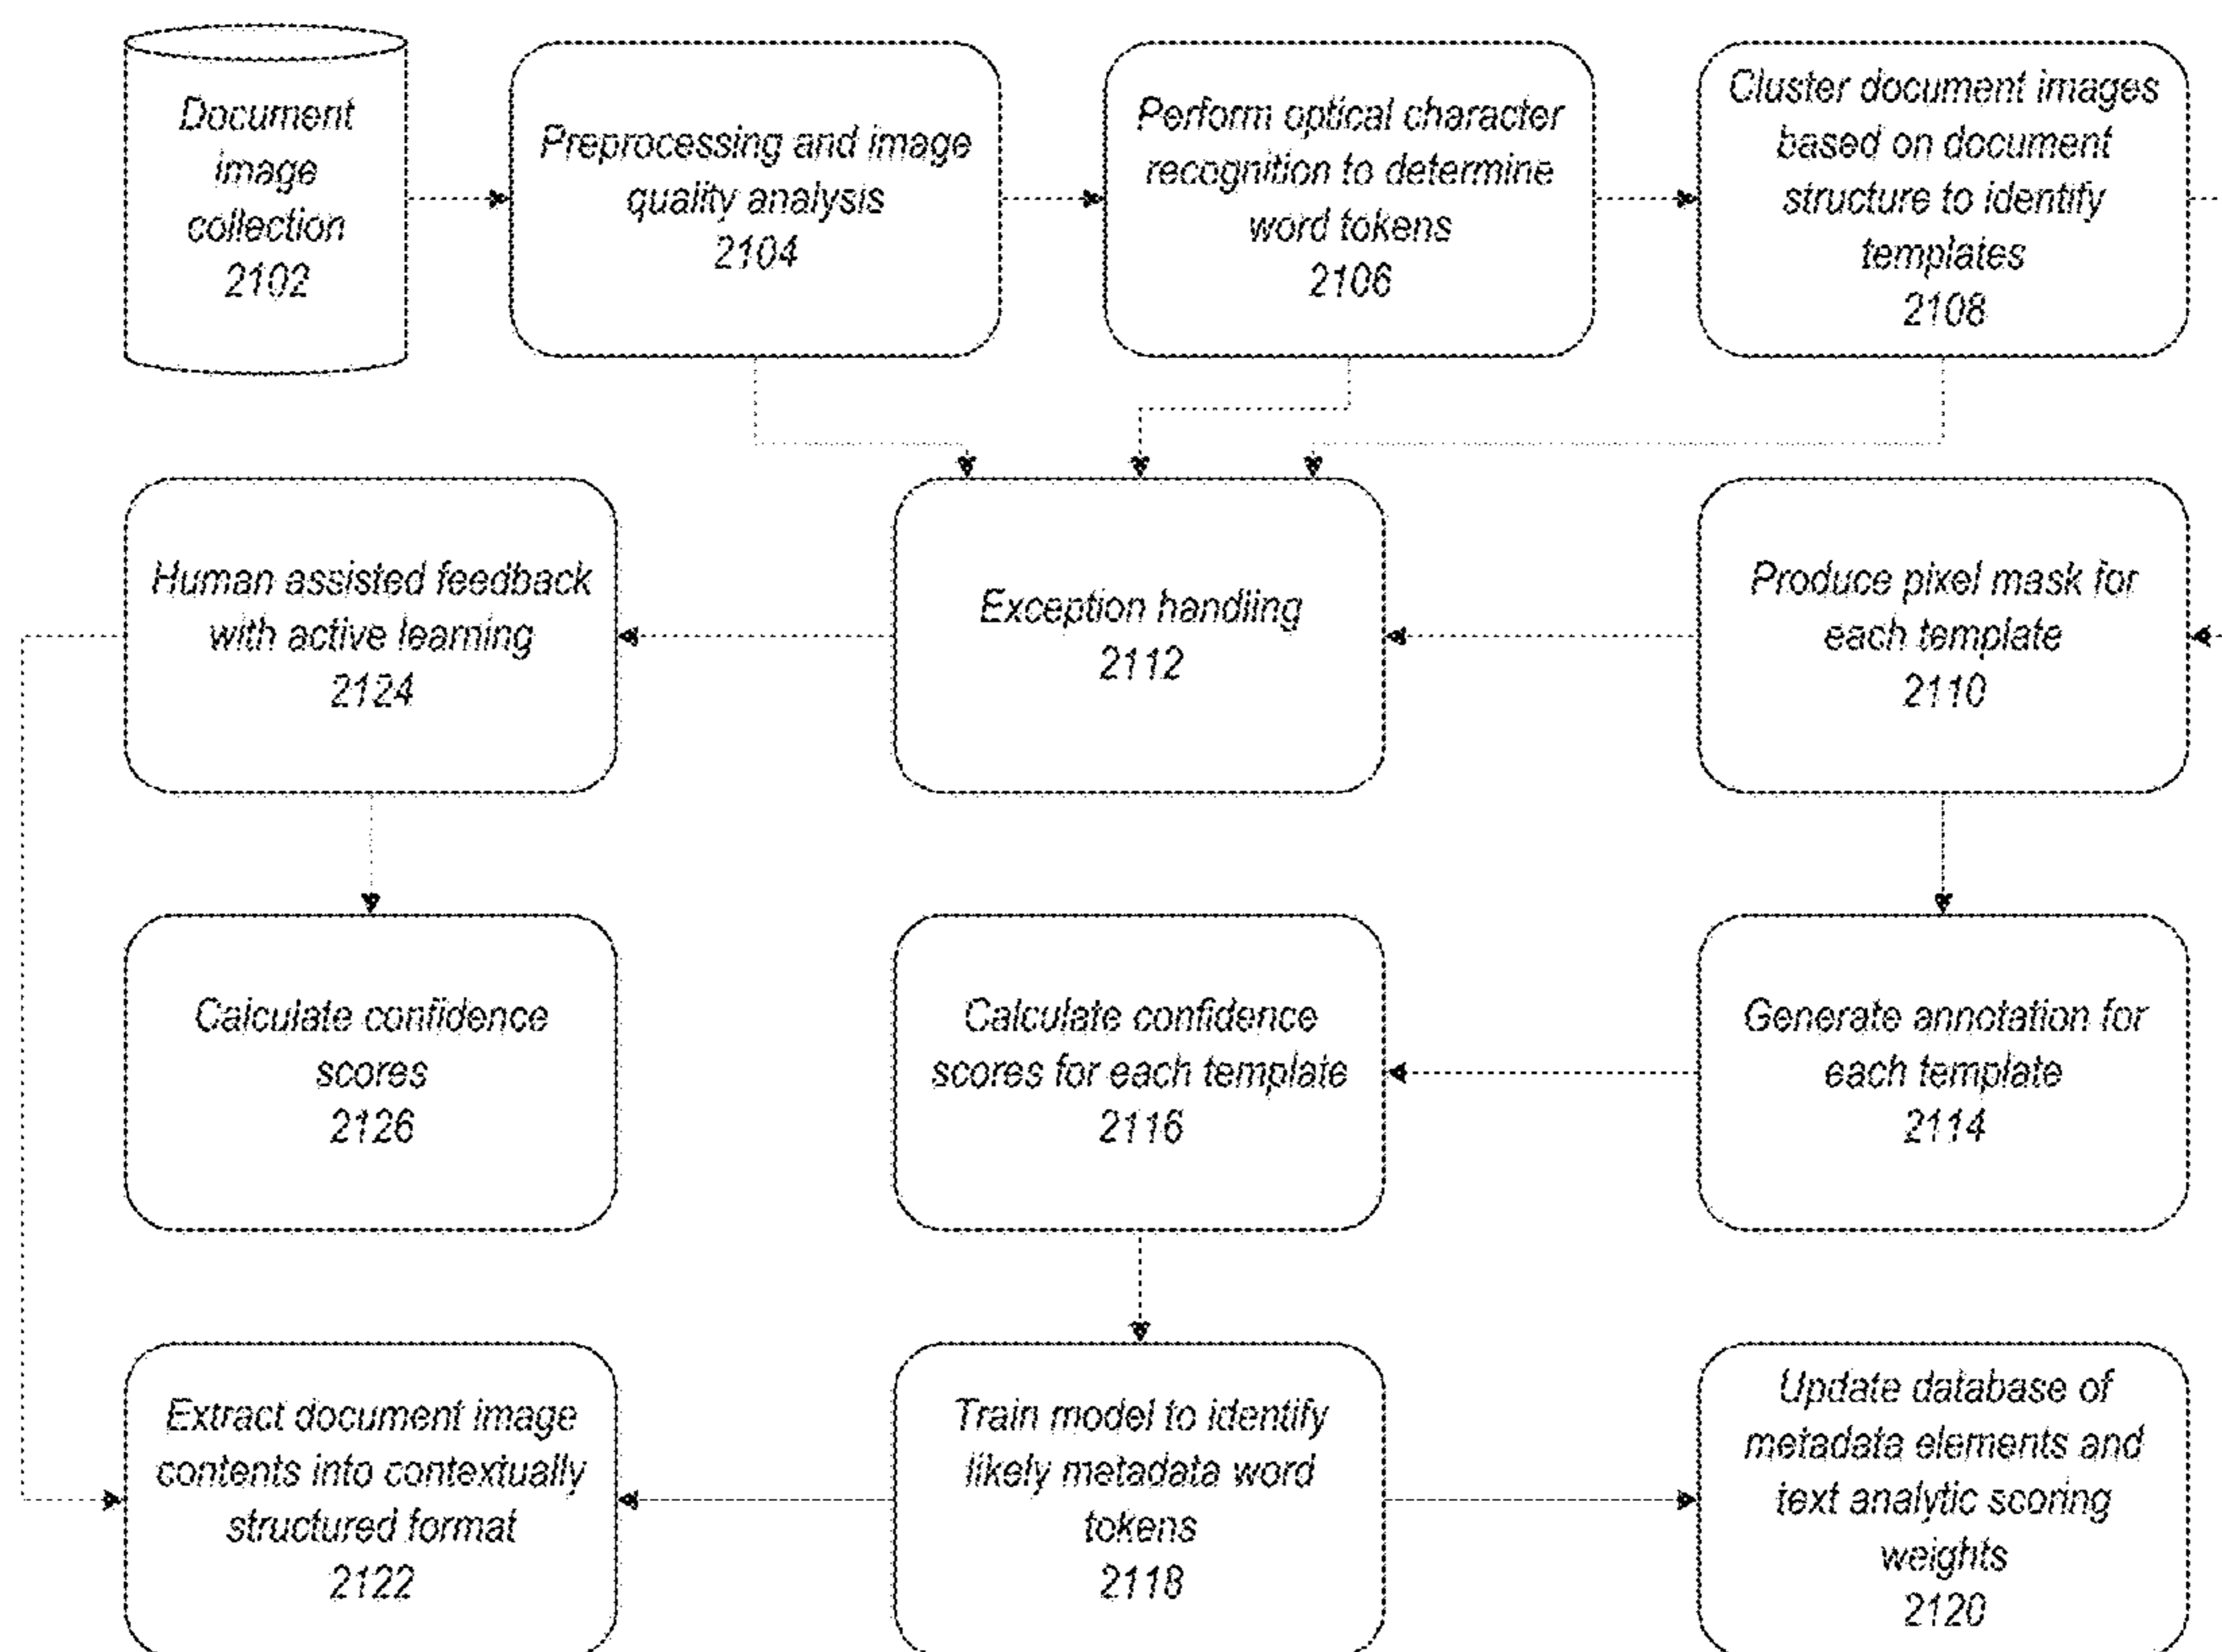 Document
image
collection
2102
Preprocessing and image
quality analysis
2104
Perform optical character
recognition to determine
word tokens
2106
Cluster document images
based on document
structure to identify
templates
2108
Human assisted feedback
with active learning
2124
Exception handling
2112
Produce pixel mask for
each template
2110
Calculate confidence
scores
2126
Calculate confidence
scores for each template
2116
Generate annotation for
each template
2114
Extract document image
contents into contextually
structured format
2122
Train model to identify
likely metadata word
tokens
2118
Update database of
metadata elements and
text analytic scoring
weights
2120